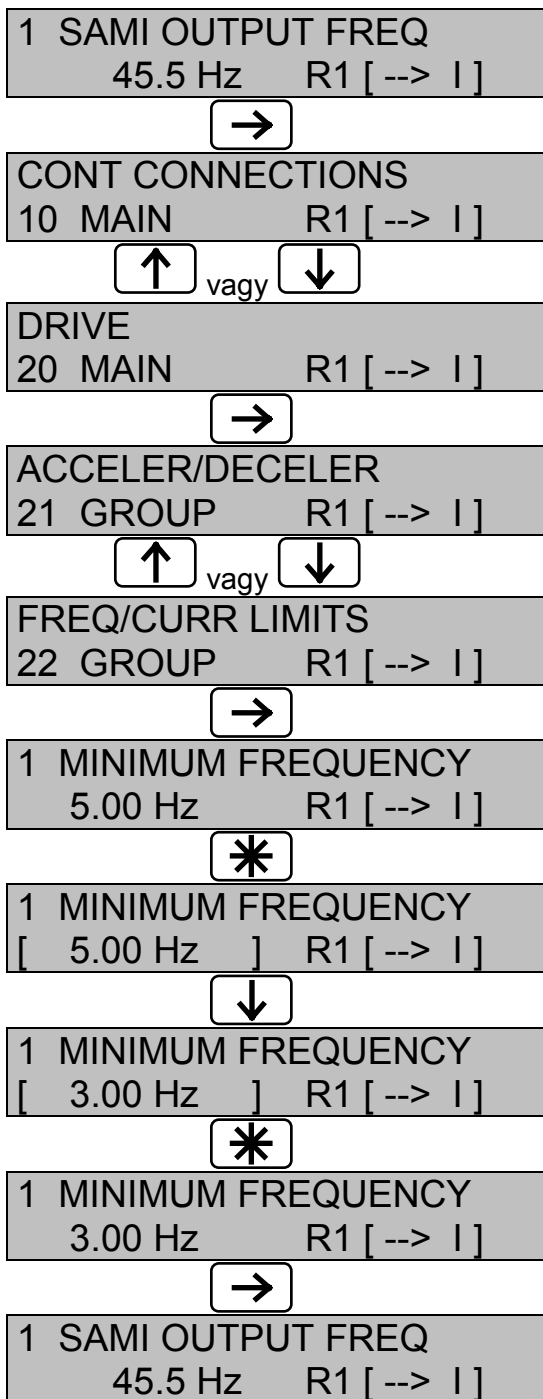 1 SAMI OUTPUT FREQ
45.5 Hz R1 [ --> I ]
→
CONT CONNECTIONS
10 MAIN R1 [ --> I ]
↑ vagy ↓
DRIVE
20 MAIN R1 [ --> I ]
→
ACCELER/DECELER
21 GROUP R1 [ --> I ]
↑ vagy ↓
FREQ/CURR LIMITS
22 GROUP R1 [ --> I ]
→
1 MINIMUM FREQUENCY
5.00 Hz R1 [ --> I ]
*
1 MINIMUM FREQUENCY
[ 5.00 Hz ] R1 [ --> I ]
↓
1 MINIMUM FREQUENCY
[ 3.00 Hz ] R1 [ --> I ]
*
1 MINIMUM FREQUENCY
3.00 Hz R1 [ --> I ]
→
1 SAMI OUTPUT FREQ
45.5 Hz R1 [ --> I ]